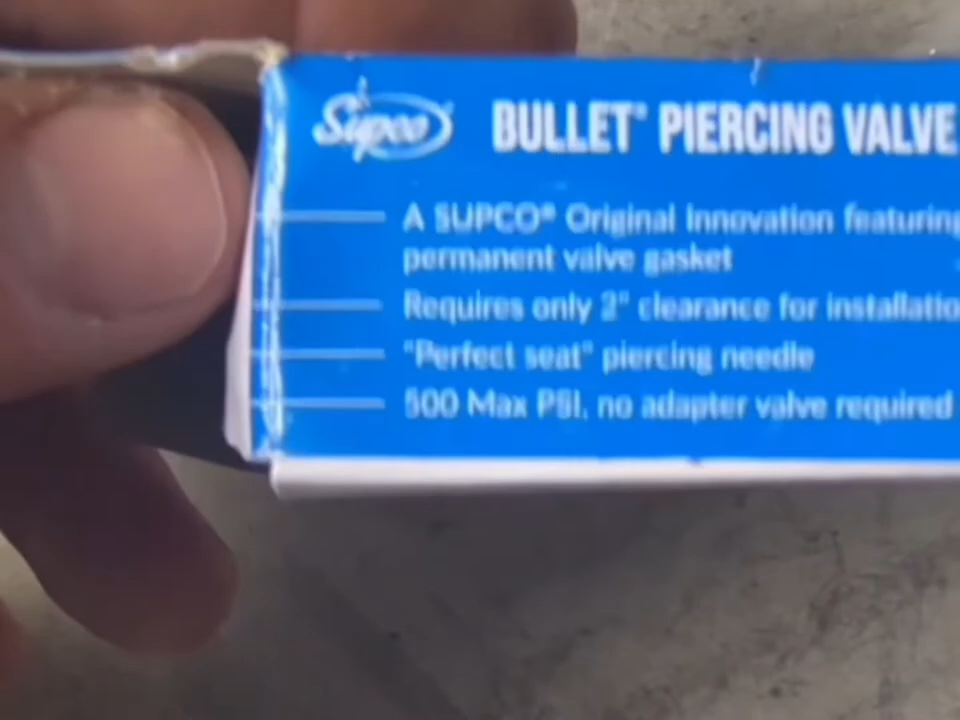 Supco
BULLET® PIERCING VALVE
A SUPCO® Original Innovation featuring
permanent valve gasket
Requires only 2" clearance for installatio
"Perfect seat" piercing needle
500 Max PSI, no adapter valve required